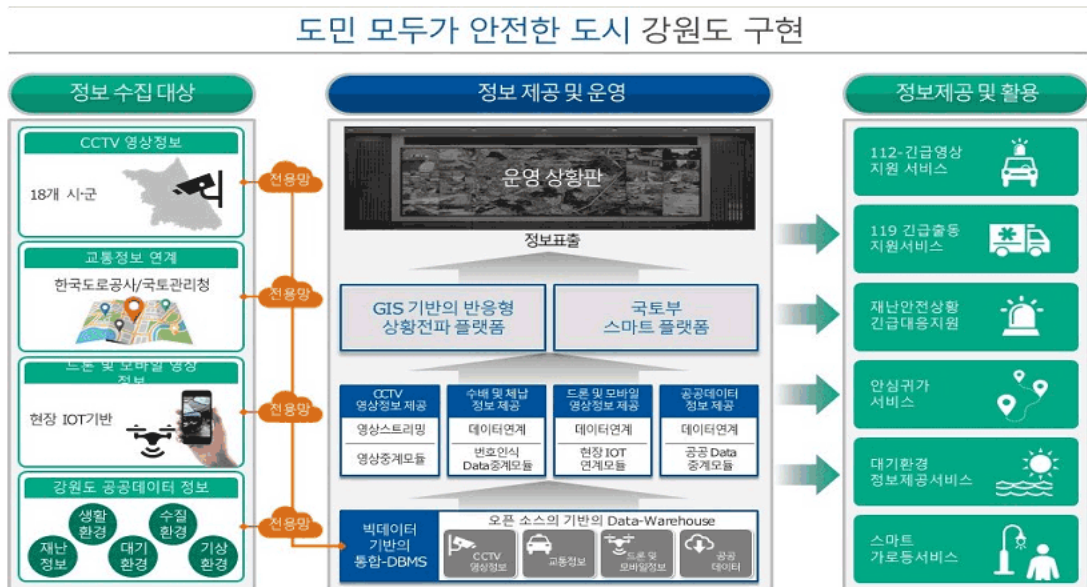 도민 모두가 안전한 도시 강원도 구현
정보 수집 대상
CCTV 영상정보
18개 시·군
교통정보 연계
한국도로공사/국토관리청
드론 및 모바일 영상
정보
현장 IOT기반
강원도 공공데이터 정보
생활
환경
수질
환경
재난
정보
대기
환경
기상
환경
전용망
전용망
전용망
전용망
정보 제공 및 운영
운영 상황판
정보표출
GIS 기반의 반응형
상황전파 플랫폼
국토부
스마트 플랫폼
CCTV
영상정보 제공
영상스트리밍
영상중계모듈
수배 및 체납
정보 제공
데이터연계
번호인식
Data중계모듈
드론 및 모바일
영상정보 제공
데이터연계
현장 IOT
연계모듈
공공데이터
정보 제공
데이터연계
공공 Data
중계모듈
빅데이터
기반의
통합-DBMS
오픈 소스의 기반의 Data-Warehouse
CCTV
영상정보
교통정보
드론 및
모바일정보
공공
데이터
정보제공 및 활용
112-긴급영상
지원 서비스
119 긴급출동
지원서비스
재난안전상황
긴급대응지원
안심귀가
서비스
대기환경
정보제공서비스
스마트
가로등서비스